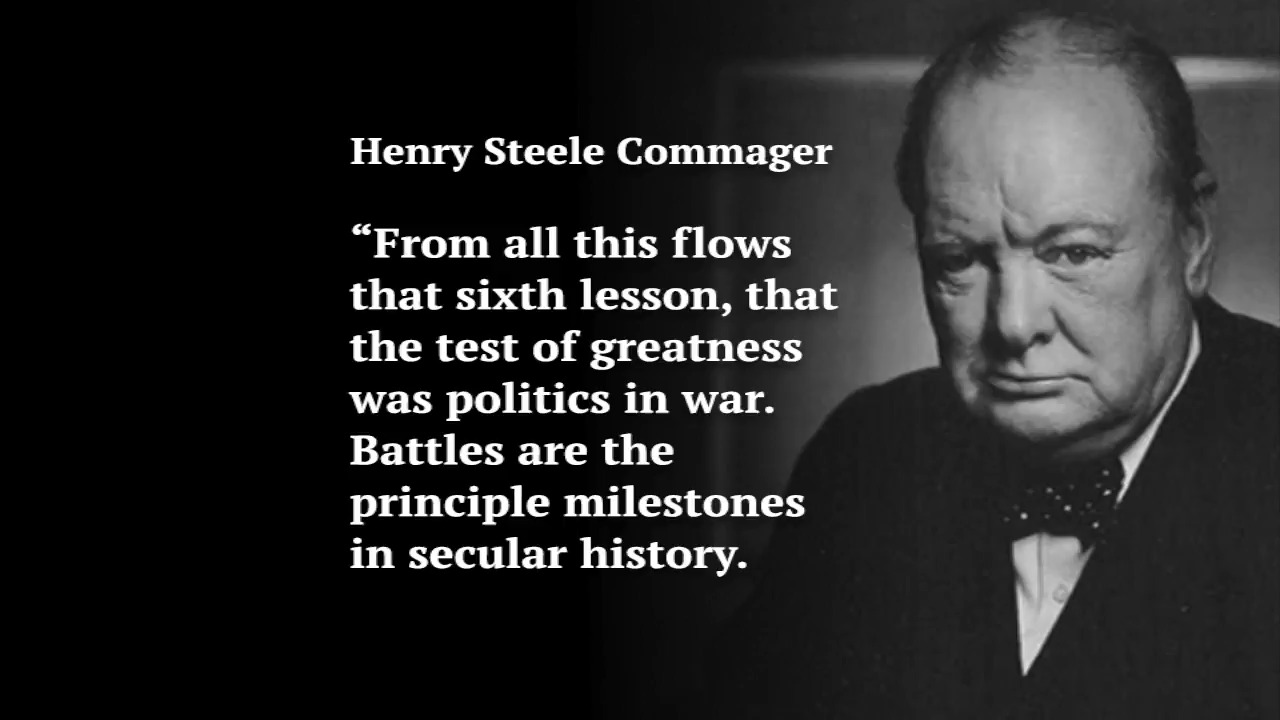 Henry Steele Commager
“From all this flows
that sixth lesson, that
the test of greatness
was politics in war.
Battles are the
principle milestones
in secular history.